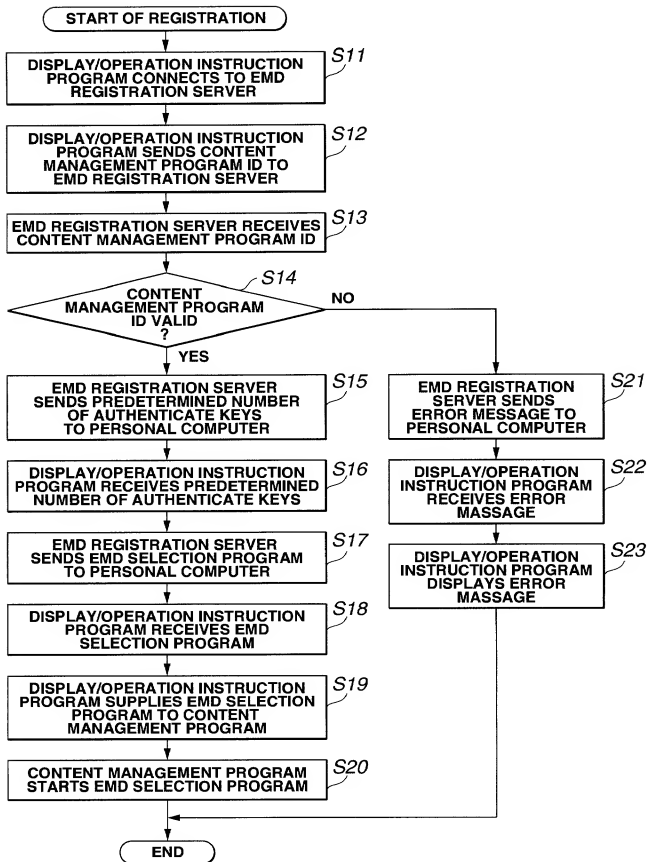 START OF REGISTRATION
S11
DISPLAY/OPERATION INSTRUCTION
PROGRAM CONNECTS TO EMD
REGISTRATION SERVER
S12
DISPLAY/OPERATION INSTRUCTION
PROGRAM SENDS CONTENT
MANAGEMENT PROGRAM ID TO
EMD REGISTRATION SERVER
S13
EMD REGISTRATION SERVER RECEIVES
CONTENT MANAGEMENT PROGRAM ID
S14
CONTENT
MANAGEMENT PROGRAM
ID VALID
?
NO
YES
S15
EMD REGISTRATION SERVER
SENDS PREDETERMINED NUMBER
OF AUTHENTICATE KEYS
TO PERSONAL COMPUTER
S16
DISPLAY/OPERATION INSTRUCTION
PROGRAM RECEIVES PREDETERMINED
NUMBER OF AUTHENTICATE KEYS
S17
EMD REGISTRATION SERVER
SENDS EMD SELECTION PROGRAM
TO PERSONAL COMPUTER
S18
DISPLAY/OPERATION INSTRUCTION
PROGRAM RECEIVES EMD
SELECTION PROGRAM
S19
DISPLAY/OPERATION INSTRUCTION
PROGRAM SUPPLIES EMD SELECTION
PROGRAM TO CONTENT
MANAGEMENT PROGRAM
S20
CONTENT MANAGEMENT PROGRAM
STARTS EMD SELECTION PROGRAM
S21
EMD REGISTRATION
SERVER SENDS
ERROR MESSAGE TO
PERSONAL COMPUTER
S22
DISPLAY/OPERATION
INSTRUCTION PROGRAM
RECEIVES ERROR
MASSAGE
S23
DISPLAY/OPERATION
INSTRUCTION PROGRAM
DISPLAYS ERROR
MASSAGE
END